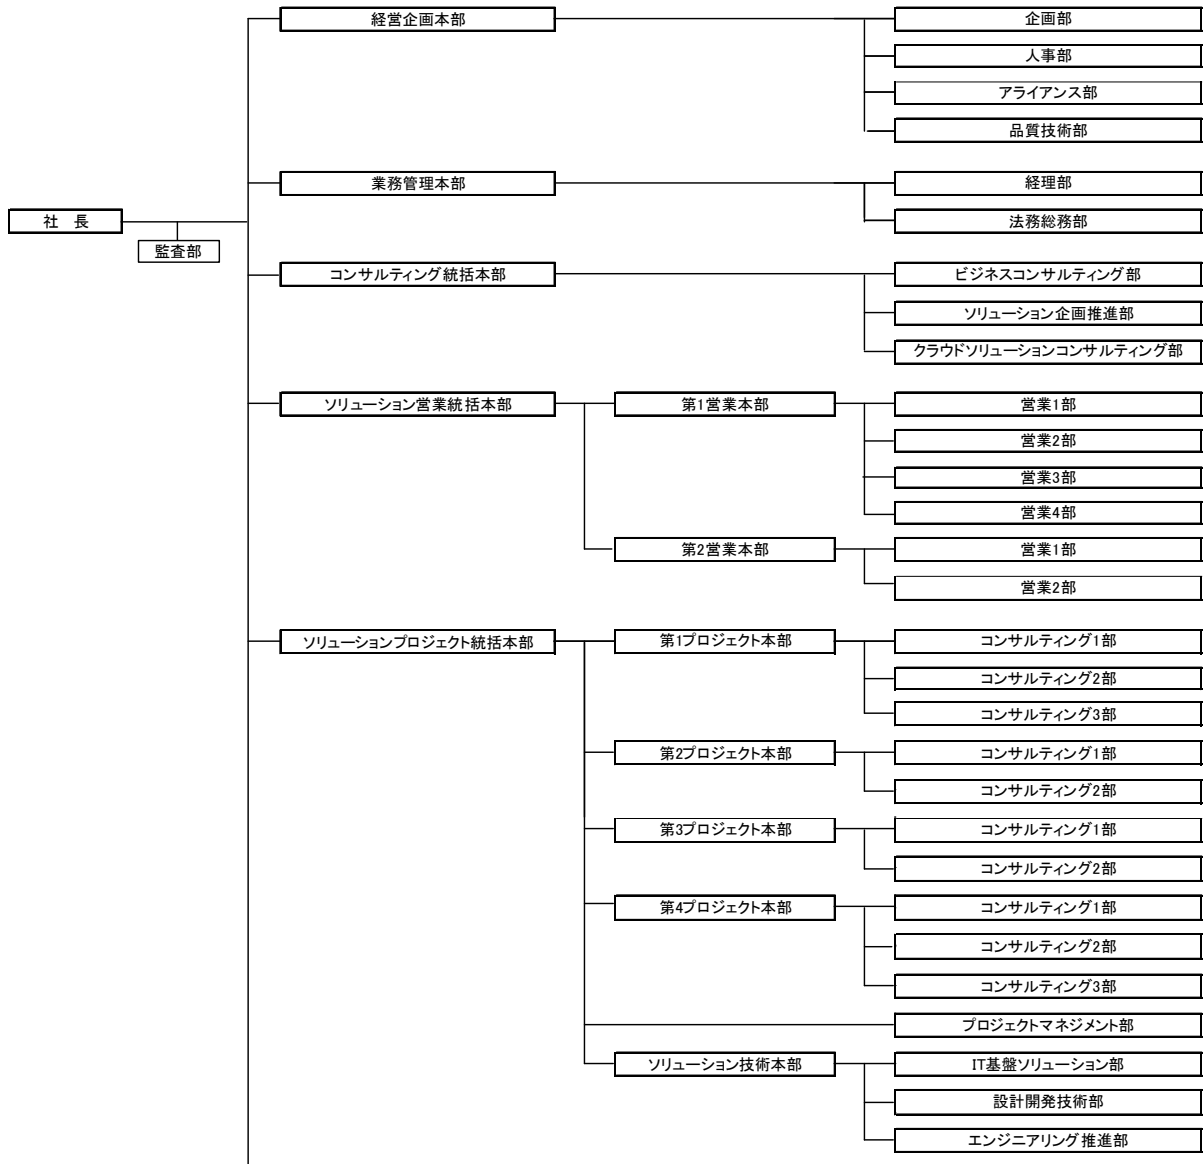 経営企画本部
企画部
人事部
アライアンス部
品質技術部
業務管理本部
経理部
社 長
法務総務部
監査部
コンサルティング統括本部
ビジネスコンサルティング部
ソリューション企画推進部
クラウドソリューションコンサルティング部
ソリューション営業統括本部
第1営業本部
営業1部
営業2部
営業3部
営業4部
第2営業本部
営業1部
営業2部
ソリューションプロジェクト統括本部
第1プロジェクト本部
コンサルティング1部
コンサルティング2部
コンサルティング3部
第2プロジェクト本部
コンサルティング1部
コンサルティング2部
第3プロジェクト本部
コンサルティング1部
コンサルティング2部
第4プロジェクト本部
コンサルティング1部
コンサルティング2部
コンサルティング3部
プロジェクトマネジメント部
ソリューション技術本部
IT基盤ソリューション部
設計開発技術部
エンジニアリング推進部